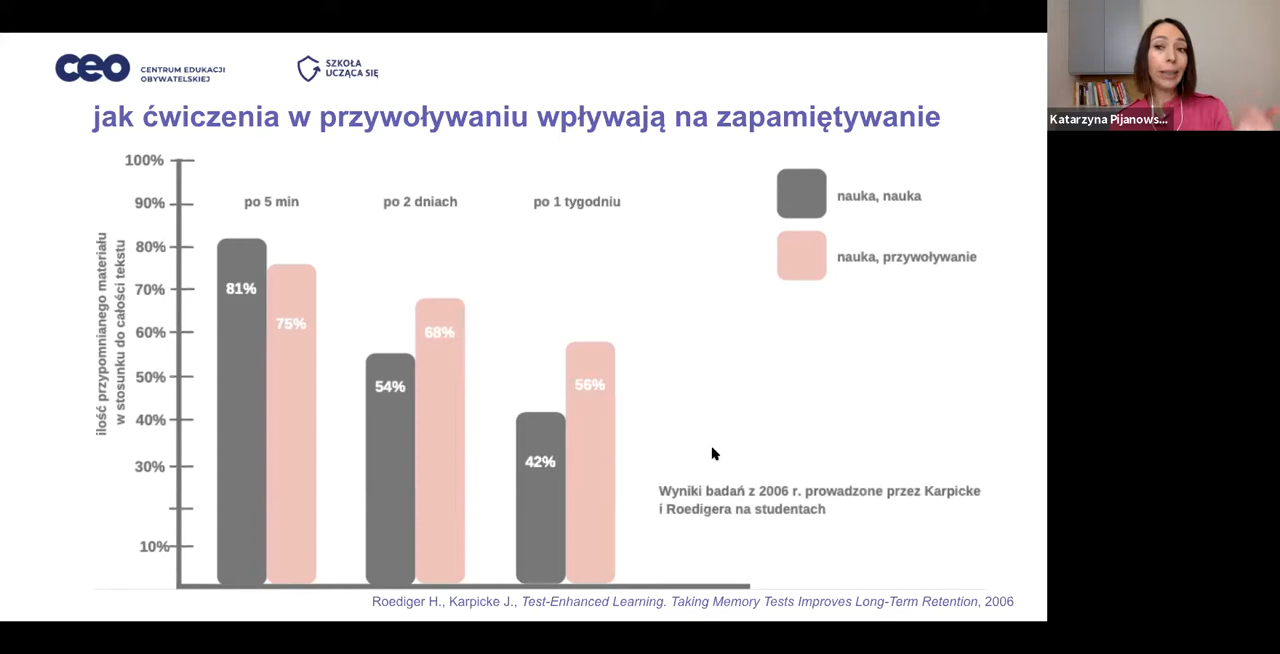 ceo CENTRUM EDUKACJI
OBYWATELSKIEJ
SZKOŁA
UCZĄCA SIĘ
Katarzyna Pijanows...
jak ćwiczenia w przywoływaniu wpływają na zapamiętywanie
ilość przypomnianego materiału
w stosunku do całości tekstu
100%
90%
80%
70%
60%
50%
40%
30%
10%
po 5 min
po 2 dniach
po 1 tygodniu
81%
75%
54%
68%
42%
56%
nauka, nauka
nauka, przywoływanie
Wyniki badań z 2006 r. prowadzone przez Karpicke
i Roedigera na studentach
Roediger H., Karpicke J., Test-Enhanced Learning. Taking Memory Tests Improves Long-Term Retention, 2006